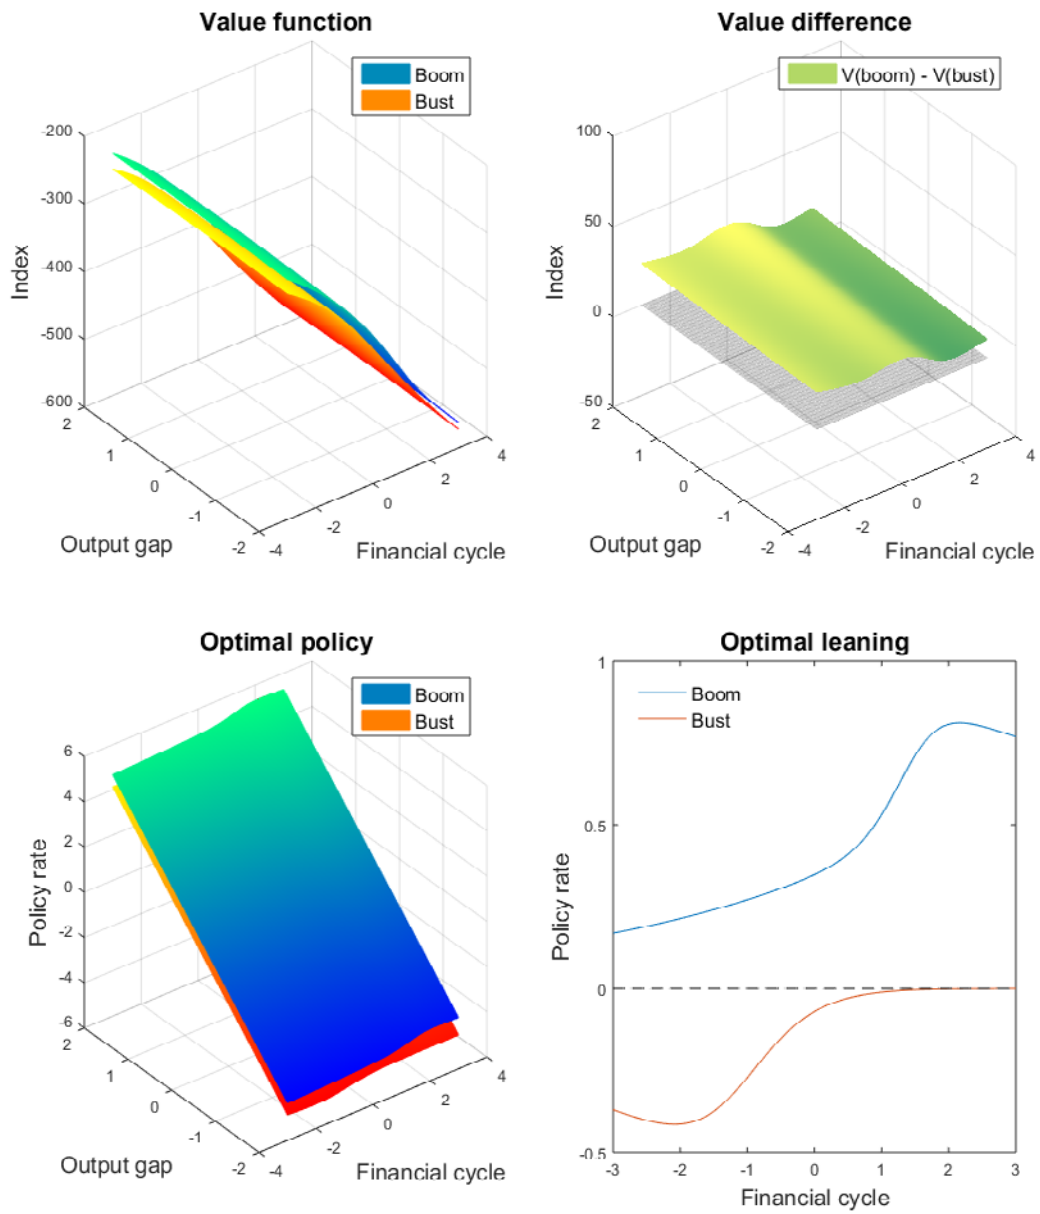 Value function
Boom
Bust
-200
-300
-400
-500
-600
Index
2
1
0
-1
-2
Output gap
-4
-2
0
2
4
Financial cycle
Value difference
V(boom) - V(bust)
100
50
0
-50
Index
2
1
0
-1
-2
Output gap
-4
-2
0
2
4
Financial cycle
Optimal policy
Boom
Bust
6
4
2
0
-2
-4
-6
Policy rate
2
1
0
-1
-2
Output gap
-4
-2
0
2
4
Financial cycle
Optimal leaning
Boom
Bust
1
0.5
0
-0.5
Policy rate
-3
-2
-1
0
1
2
3
Financial cycle